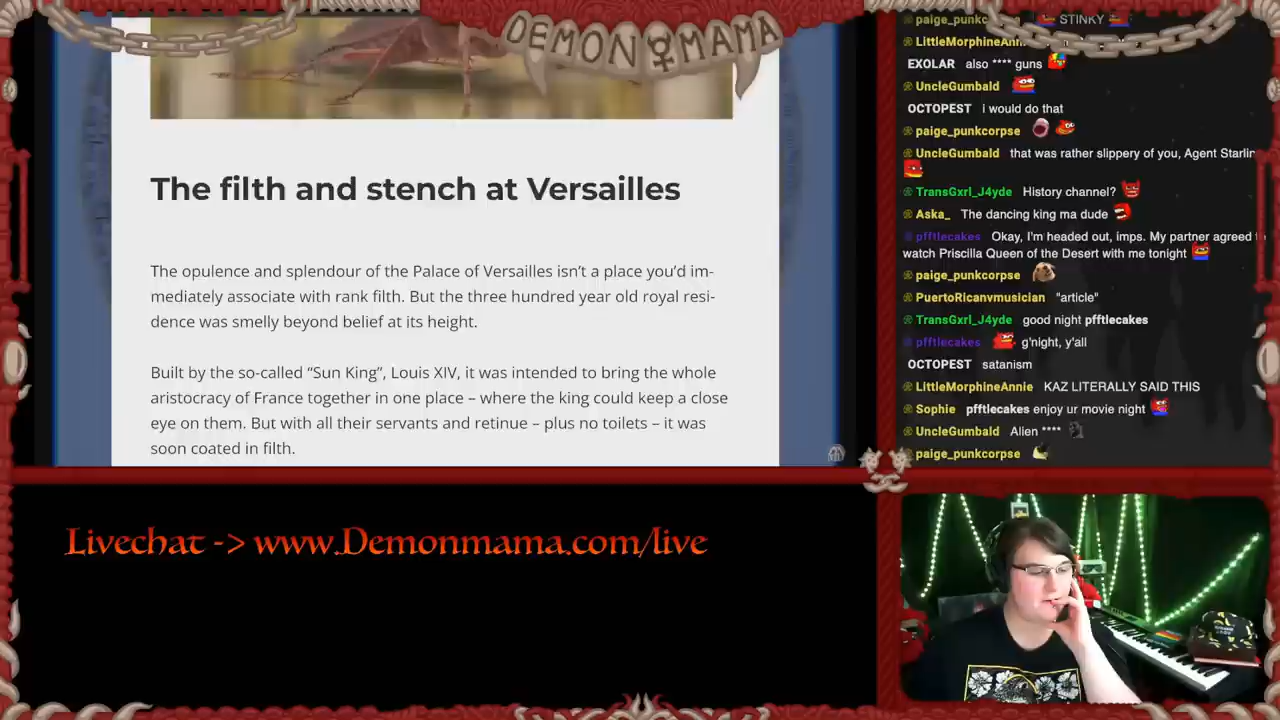 DEMON MAMA
The filth and stench at Versailles
The opulence and splendour of the Palace of Versailles isn't a place you'd im-
mediately associate with rank filth. But the three hundred year old royal resi-
dence was smelly beyond belief at its height.
Built by the so-called “Sun King”, Louis XIV, it was intended to bring the whole
aristocracy of France together in one place – where the king could keep a close
eye on them. But with all their servants and retinue – plus no toilets – it was
soon coated in filth.
Livechat -> www.Demonmama.com/live
STINKY
EXOLAR also **** guns
UncleGumbald
OCTOPEST i would do that
paige_punkcorpse
UncleGumbald that was rather slippery of you, Agent Starlin
TransGxrl_J4yde History channel?
Aska_ The dancing king ma dude
pfftlecakes Okay, I'm headed out, imps. My partner agreed
watch Priscilla Queen of the Desert with me tonight
paige_punkcorpse
PuertoRicanvmusician "article"
TransGxrl_J4yde good night pfftlecakes
pfftlecakes g'night, y'all
OCTOPEST satanism
LittleMorphineAnnie KAZ LITERALLY SAID THIS
Sophie pfftlecakes enjoy ur movie night
UncleGumbald Alien ****
paige_punkcorpse